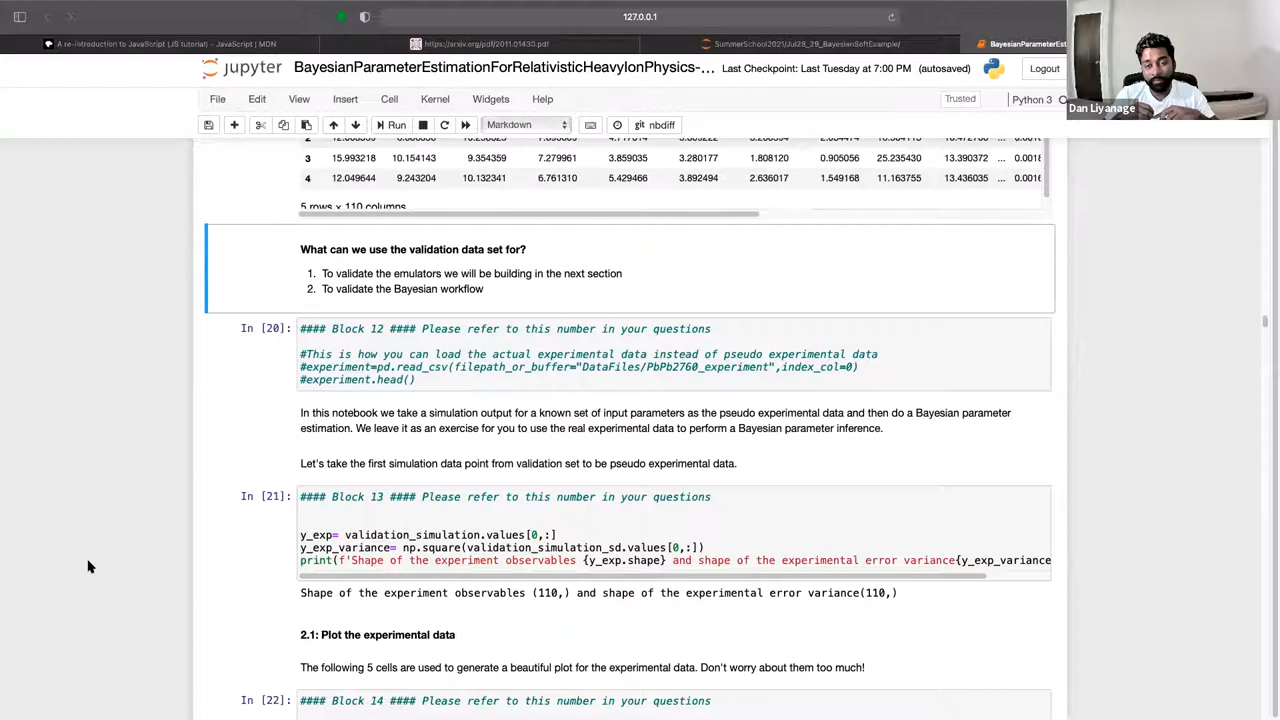 127.0.0.1
A re-introduction to JavaScript (JS tutorial) - JavaScript | MDN
https://arxiv.org/pdf/2011.01430.pdf
SummerSchool2021/Jul28_29_BayesianSoftExample/
BayesianParameterEst
jupyter
BayesianParameterEstimationForRelativisticHeavyIonPhysics-...
Last Checkpoint: Last Tuesday at 7:00 PM
(autosaved)
Logout
Dan Liyanage
File Edit View Insert Cell Kernel Widgets Help
Trusted
Python 3
Run
Markdown
git nbdiff
3 15.993218 10.154143 9.354359 7.279961 3.859035 3.280177 1.808120 0.905056 25.235430 13.390372 ... 0.0018
4 12.049644 9.243204 10.132341 6.761310 5.429466 3.892494 2.636017 1.549168 11.163755 13.436035 ... 0.0016
5 rows × 110 columns
What can we use the validation data set for?
1. To validate the emulators we will be building in the next section
2. To validate the Bayesian workflow
In [20]:
#### Block 12 #### Please refer to this number in your questions
#This is how you can load the actual experimental data instead of pseudo experimental data
#experiment=pd.read_csv(filepath_or_buffer="DataFiles/PbPb2760_experiment",index_col=0)
#experiment.head()
In this notebook we take a simulation output for a known set of input parameters as the pseudo experimental data and then do a Bayesian parameter
estimation. We leave it as an exercise for you to use the real experimental data to perform a Bayesian parameter inference.
Let's take the first simulation data point from validation set to be pseudo experimental data.
In [21]:
#### Block 13 #### Please refer to this number in your questions
y_exp= validation_simulation.values[0,:]
y_exp_variance= np.square(validation_simulation_sd.values[0,:])
print(f'Shape of the experiment observables {y_exp.shape} and shape of the experimental error variance{y_exp_variance
Shape of the experiment observables (110,) and shape of the experimental error variance(110,)
2.1: Plot the experimental data
The following 5 cells are used to generate a beautiful plot for the experimental data. Don't worry about them too much!
In [22]:
#### Block 14 #### Please refer to this number in your questions